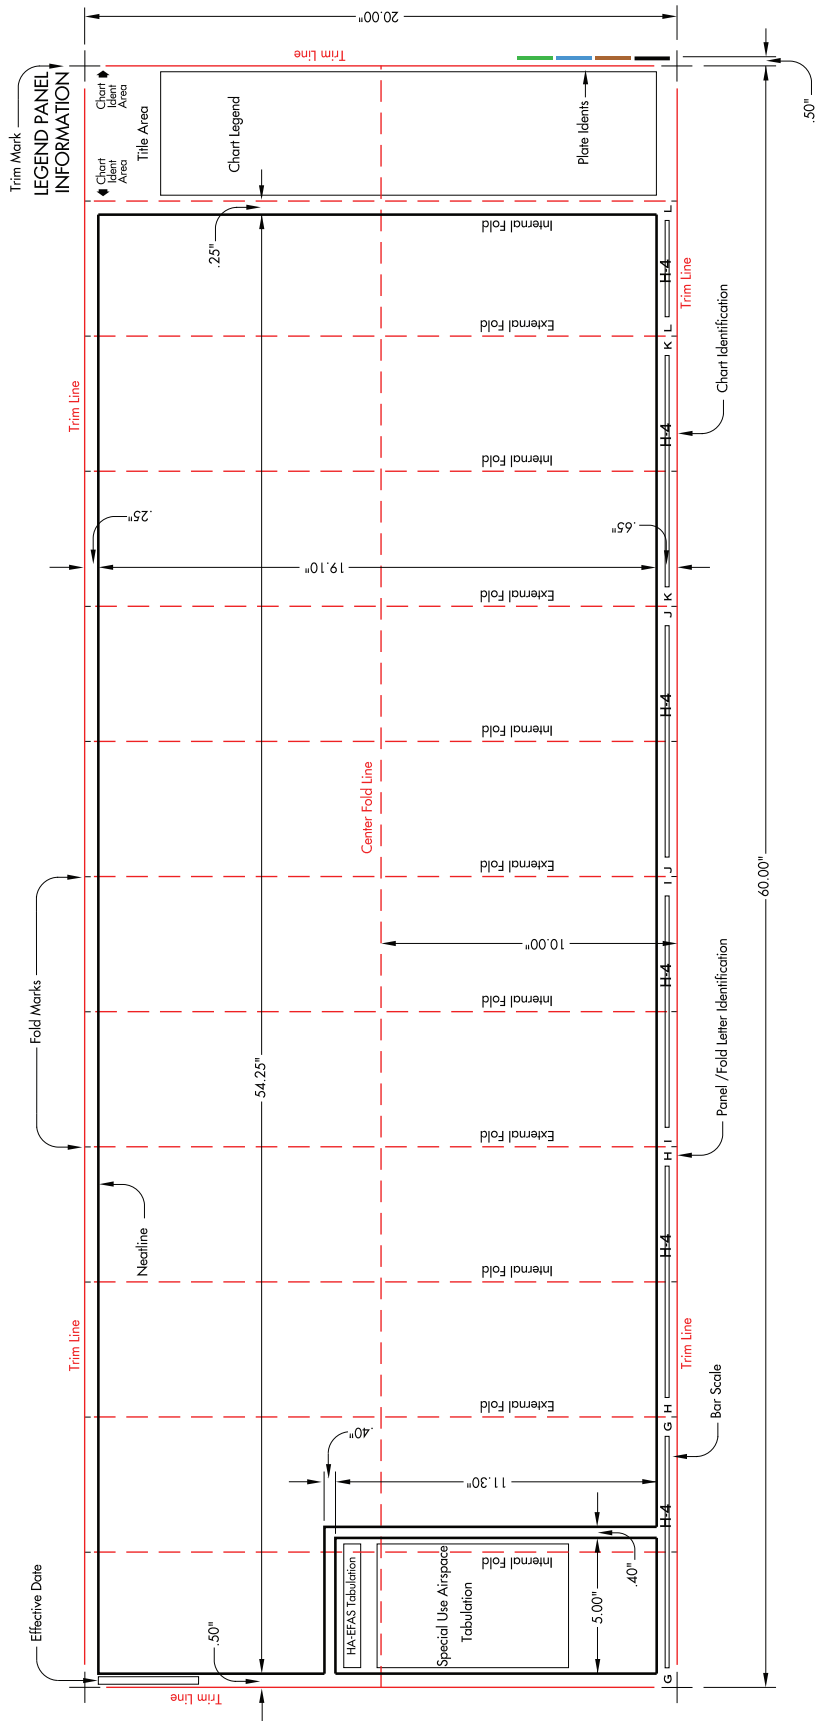 20.00"
Trim Line
Trim Mark
LEGEND PANEL
INFORMATION
Chart
Ident
Area
Chart
Ident
Area
Title Area
Chart Legend
Plate Idents
.50"
.25"
Internal Fold
L
H-4
Trim Line
External Fold
L
K
Chart Identification
Trim Line
H-4
Internal Fold
.25"
.65"
19.10"
External Fold
K
J
H-4
Internal Fold
Center Fold Line
External Fold
J
I
60.00"
Fold Marks
10.00"
H-4
Internal Fold
54.25"
Panel /Fold Letter Identification
External Fold
I
H
Neatline
H-4
Internal Fold
Trim Line
Trim Line
Bar Scale
External Fold
H
G
.40"
11.30"
H-4
Effective Date
.50"
HA-EFAS Tabulation
Special Use Airspace
Tabulation
Internal Fold
5.00"
.40"
G
Trim Line